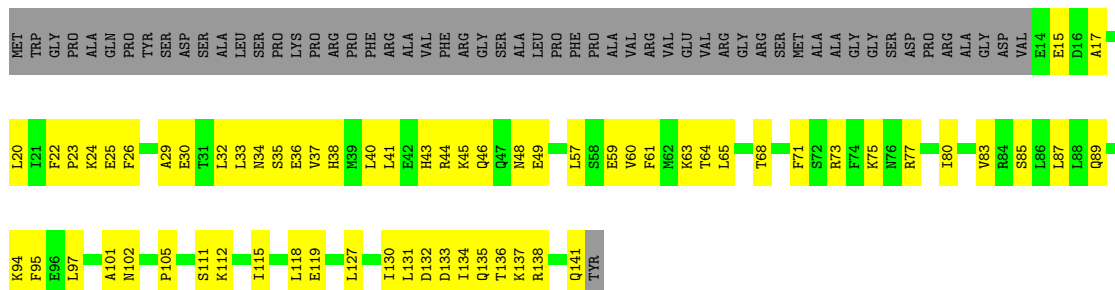 MET TRP GLY PRO ALA GLN PRO TYR SER ASP SER ALA LEU SER PRO LYS PRO ARG PRO PHE ARG ALA VAL PHE ARG GLY SER ALA LEU PRO PHE PRO ALA VAL ARG VAL GLU VAL ARG GLY ARG SER MET ALA ALA GLY GLY SER ASP PRO ARG ALA GLY ASP VAL E14 E15 D16 A17
L20 I21 F22 P23 K24 E25 F26 A29 E30 T31 L32 L33 N34 S35 E36 V37 H38 M39 L40 L41 E42 H43 R44 K45 Q46 Q47 N48 E49 L57 S58 E59 V60 F61 M62 K63 T64 L65 T68 F71 S72 R73 F74 K75 N76 R77 I80 V83 R84 S85 L86 L87 L88 Q89
K94 F95 E96 L97 A101 N102 P105 S111 K112 I115 L118 E119 L127 I130 L131 D132 D133 I134 Q135 T136 K137 R138 Q141 TYR